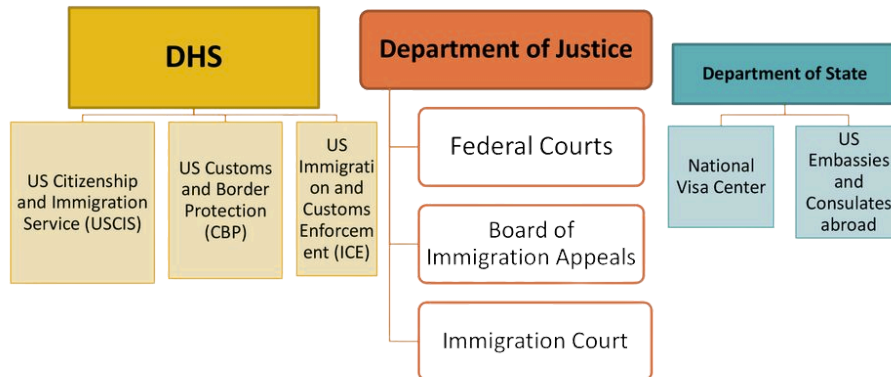 DHS
US Citizenship
and Immigration
Service (USCIS)
US Customs
and Border
Protection
(CBP)
US
Immigrati
on and
Customs
Enforcem
ent (ICE)
Department of Justice
Federal Courts
Board of
Immigration Appeals
Immigration Court
Department of State
National
Visa Center
US
Embassies
and
Consulates
abroad